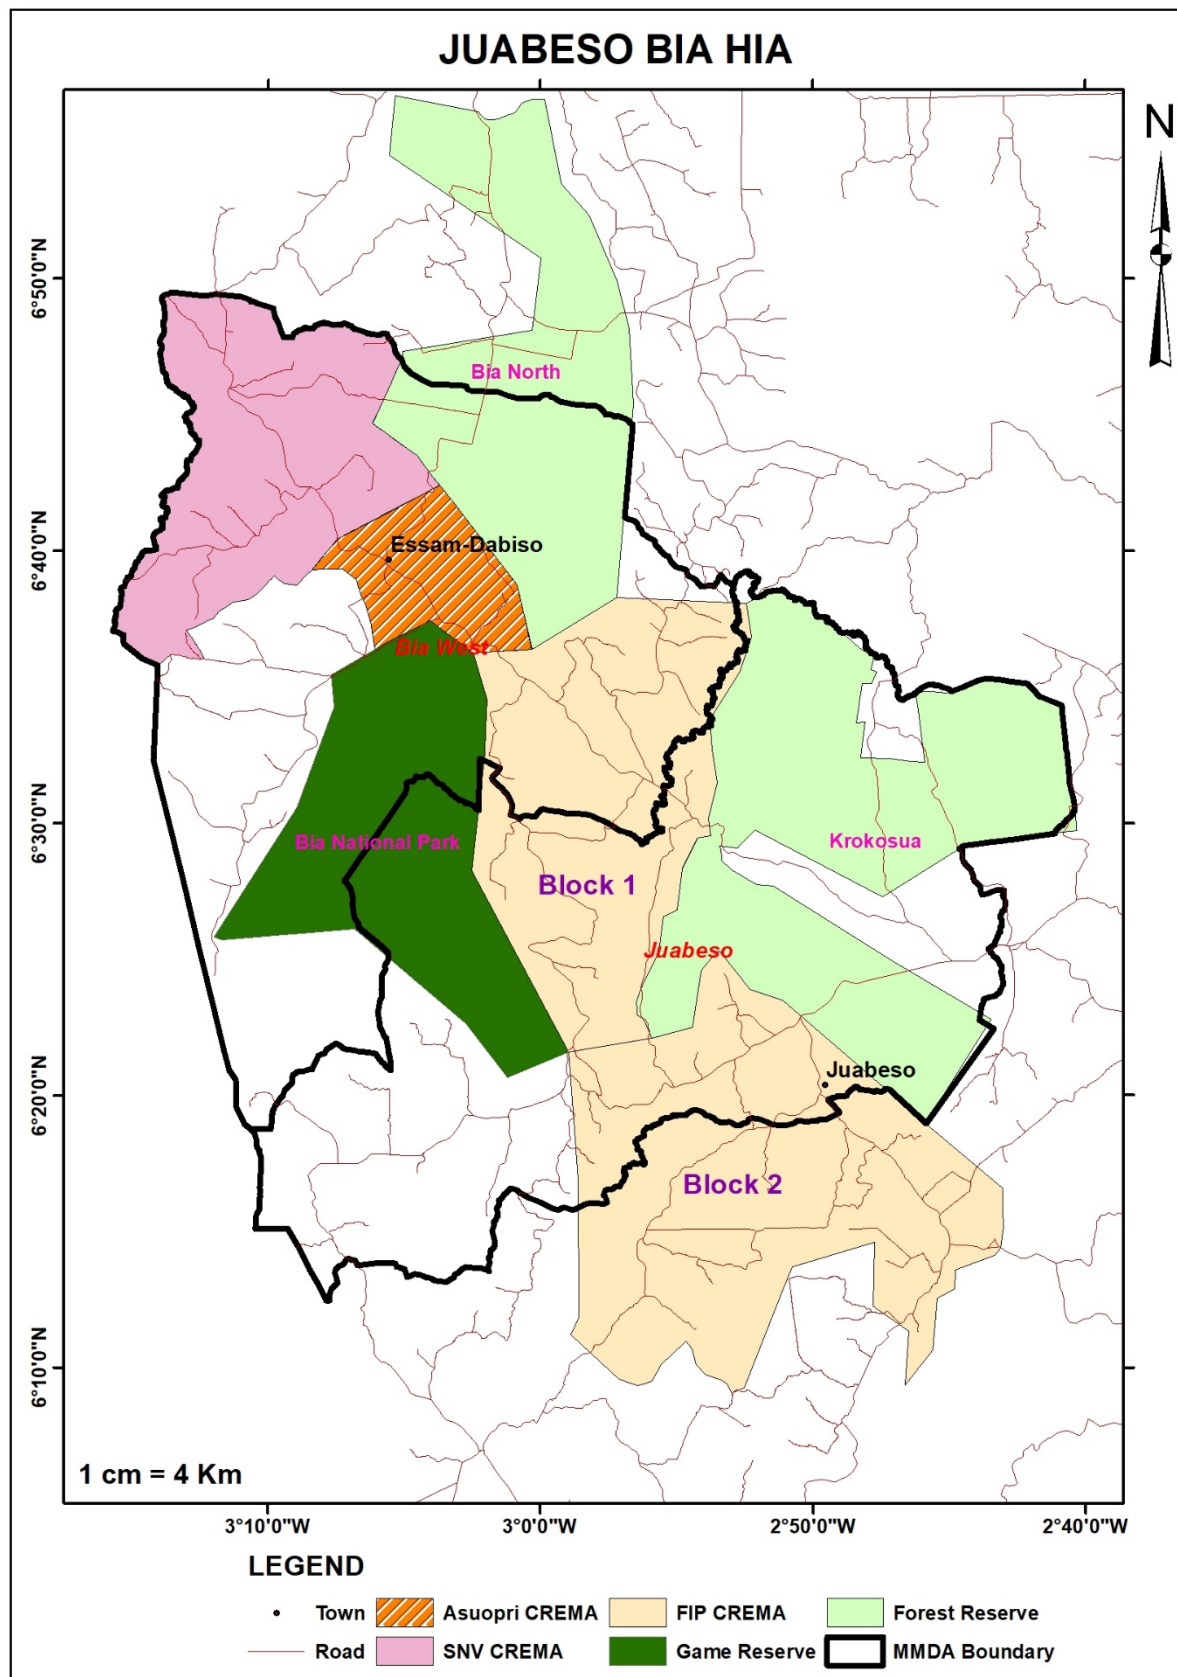 JUABESO BIA HIA
N
6°50'0"N
6°40'0"N
6°30'0"N
6°20'0"N
6°10'0"N
Bia North
Essam-Dabiso
Bia West
Bia National Park
Krokosua
Block 1
Juabeso
Juabeso
Block 2
1 cm = 4 Km
3°10'0"W
3°0'0"W
2°50'0"W
2°40'0"W
LEGEND
Town
Asuopri CREMA
FIP CREMA
Forest Reserve
Road
SNV CREMA
Game Reserve
MMDA Boundary